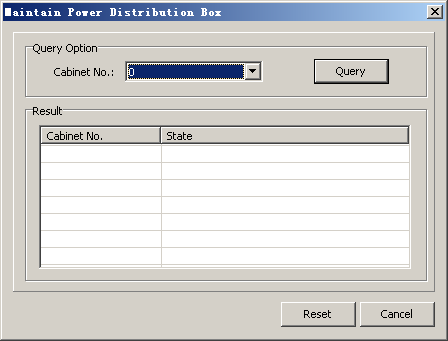 Maintain Power Distribution Box
Query Option
Cabinet No.: 0 Query
Result
Cabinet No. State
Reset Cancel